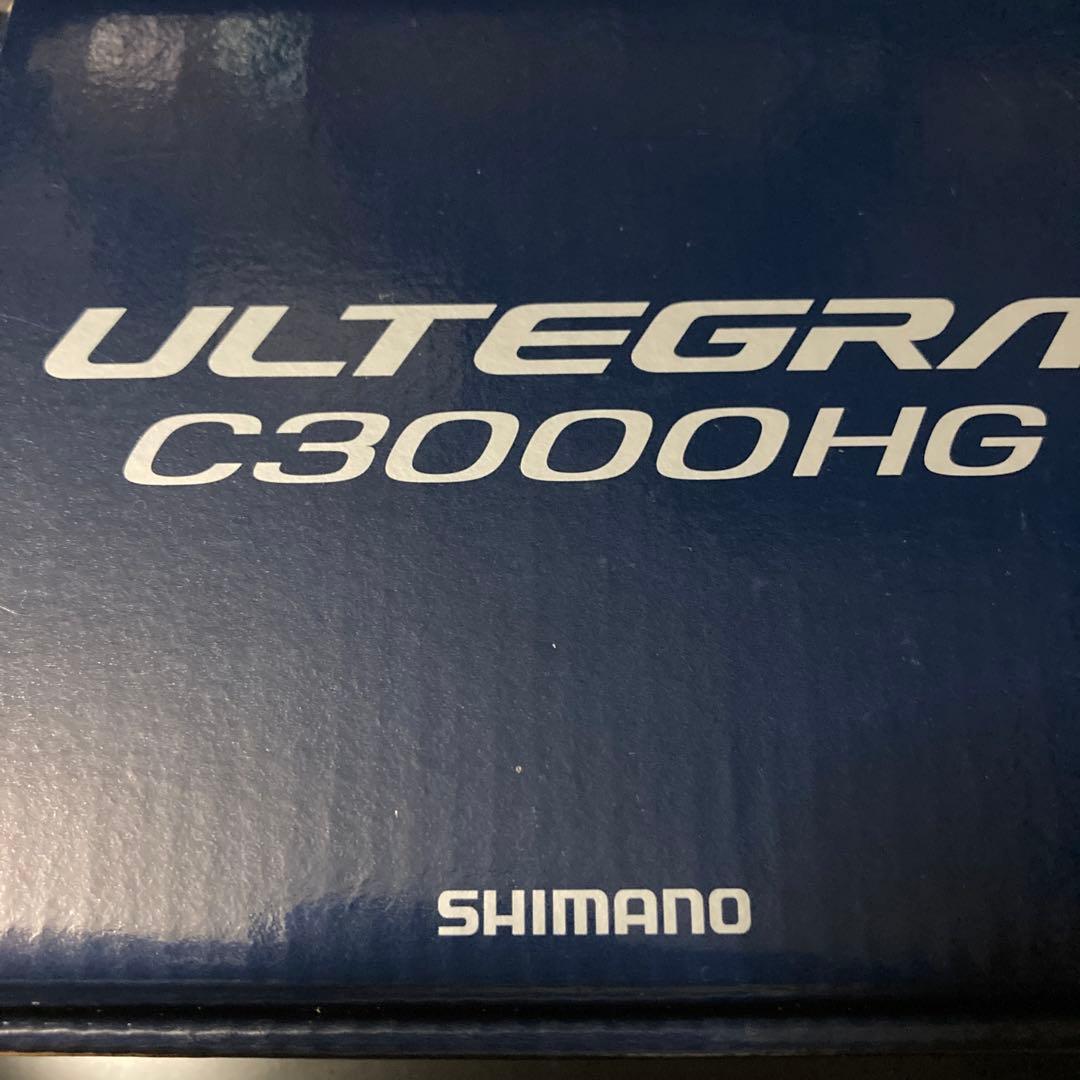 ULTEGRA
C3000HG
SHIMANO